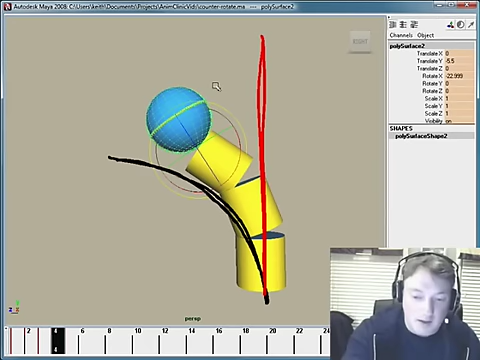 Autodesk Maya 2008: C:\Users\keith\Documents\Projects\AnimClinicVids\counter-rotate.ma --- polySurface2
Channels Object
polySurface2
Translate X 0
Translate Y -5.5
Translate Z 0
Rotate X -22.999
Rotate Y 0
Rotate Z 0
Scale X 1
Scale Y 1
Scale Z 1
Visibility on
SHAPES
polySurfaceShape2
RIGHT
persp
2 4 6 8 10 12 14 16 18 20 22 24
4